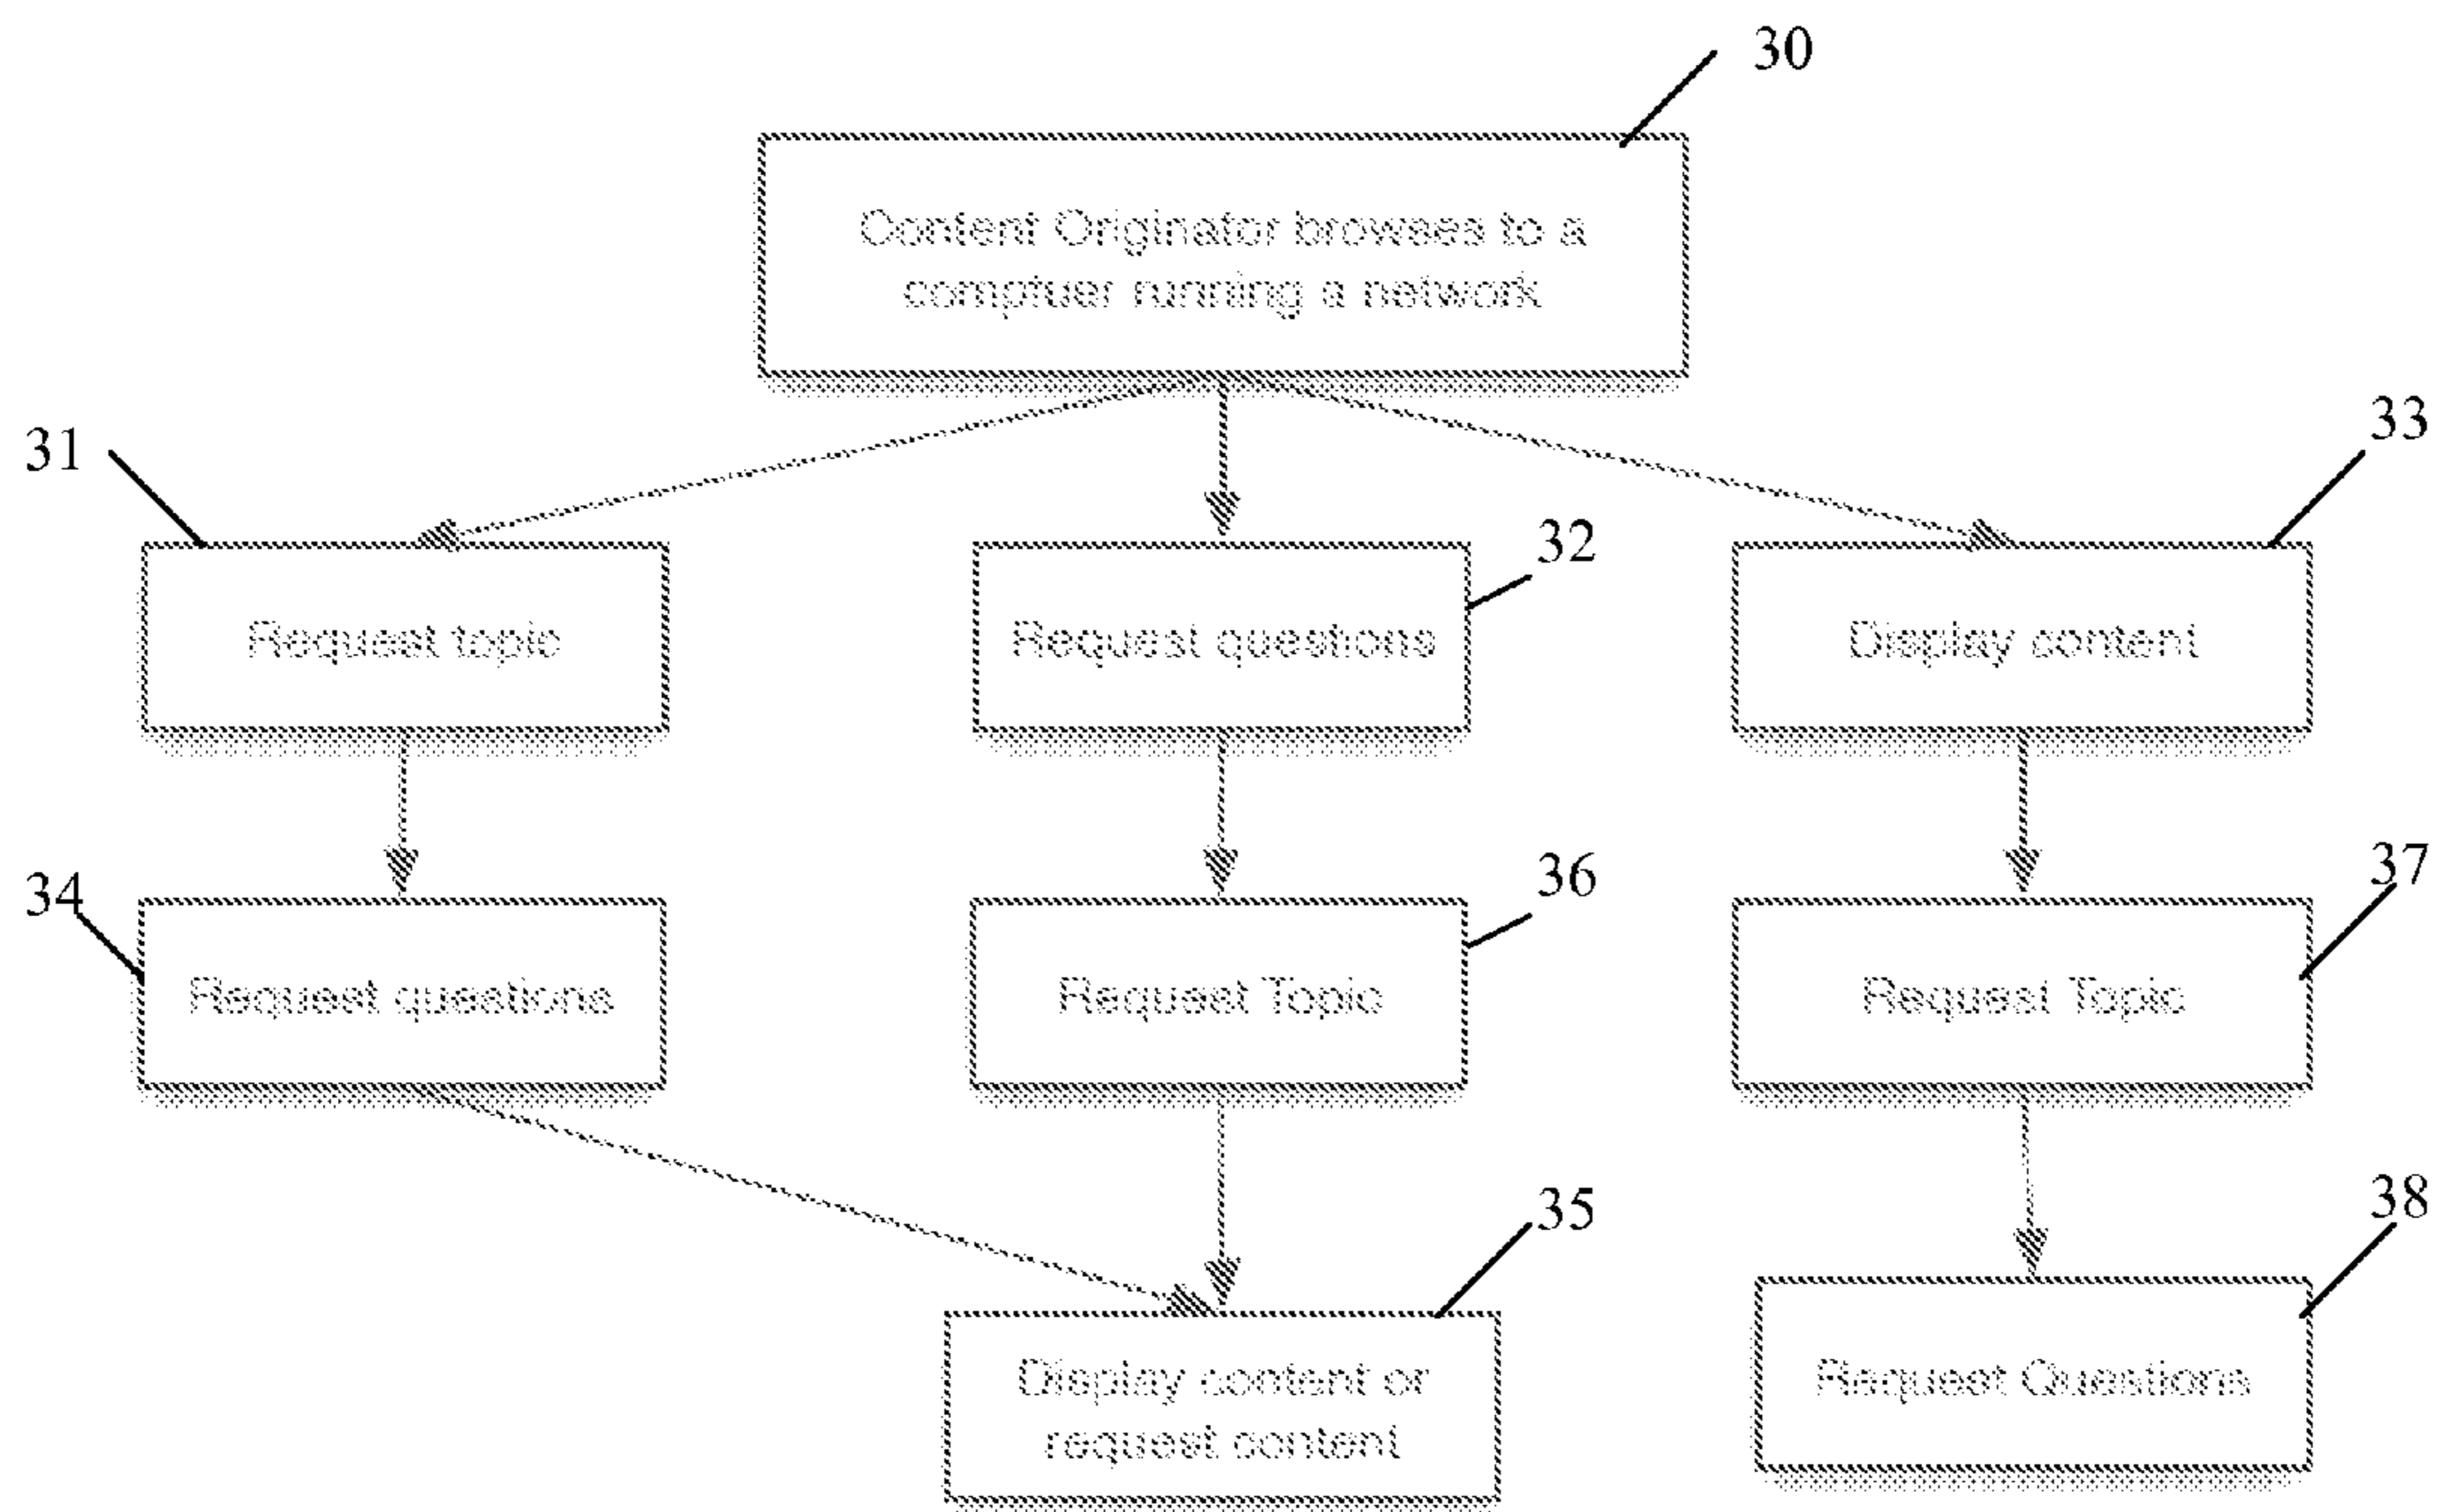 30
Content Originator browses to a
comptuer running a network
31
33
32
Request topic
Request questions
Display content
34
36
37
Request questions
Request Topic
Request Topic
35
38
Display content or
request content
Request Questions